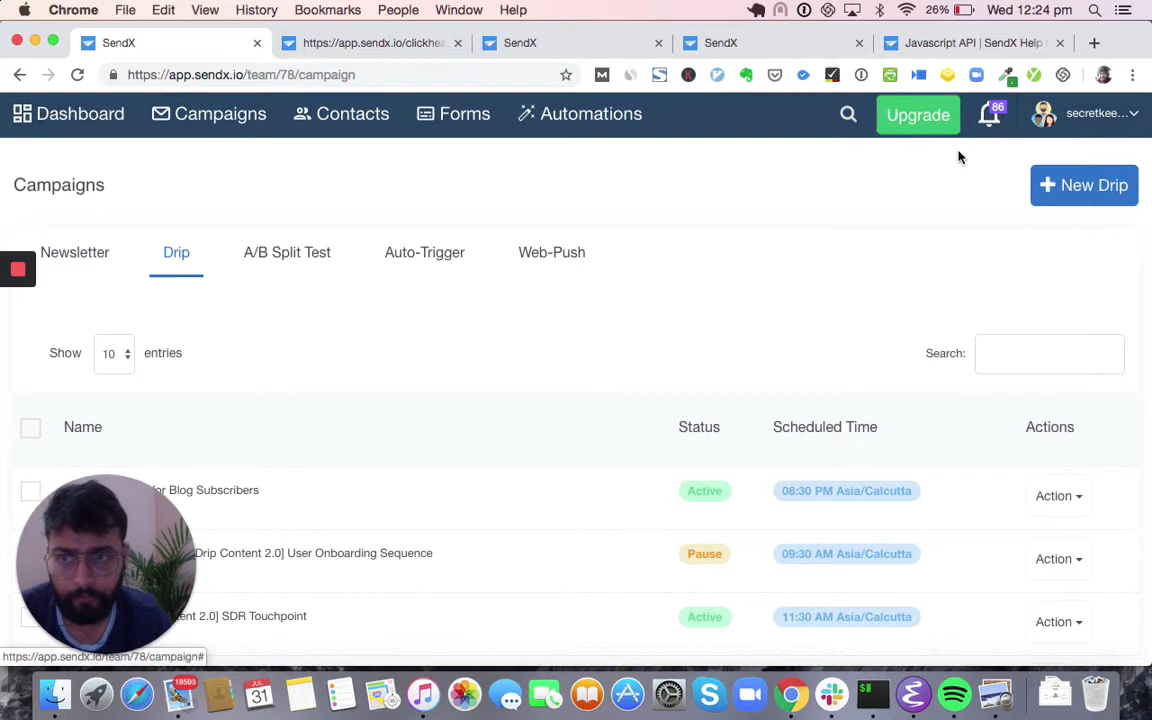 Chrome File Edit View History Bookmarks People Window Help 26% Wed 12:24 pm
SendX https://app.sendx.io/clickhea SendX SendX Javascript API | SendX Help
https://app.sendx.io/team/78/campaign
Dashboard Campaigns Contacts Forms Automations Upgrade 86 secretkee...
Campaigns
+ New Drip
Newsletter Drip A/B Split Test Auto-Trigger Web-Push
Show 10 entries Search:
Name Status Scheduled Time Actions
for Blog Subscribers Active 08:30 PM Asia/Calcutta Action
Drip Content 2.0] User Onboarding Sequence Pause 09:30 AM Asia/Calcutta Action
2.0] SDR Touchpoint Active 11:30 AM Asia/Calcutta Action
https://app.sendx.io/team/78/campaign#
18593
JUL
31